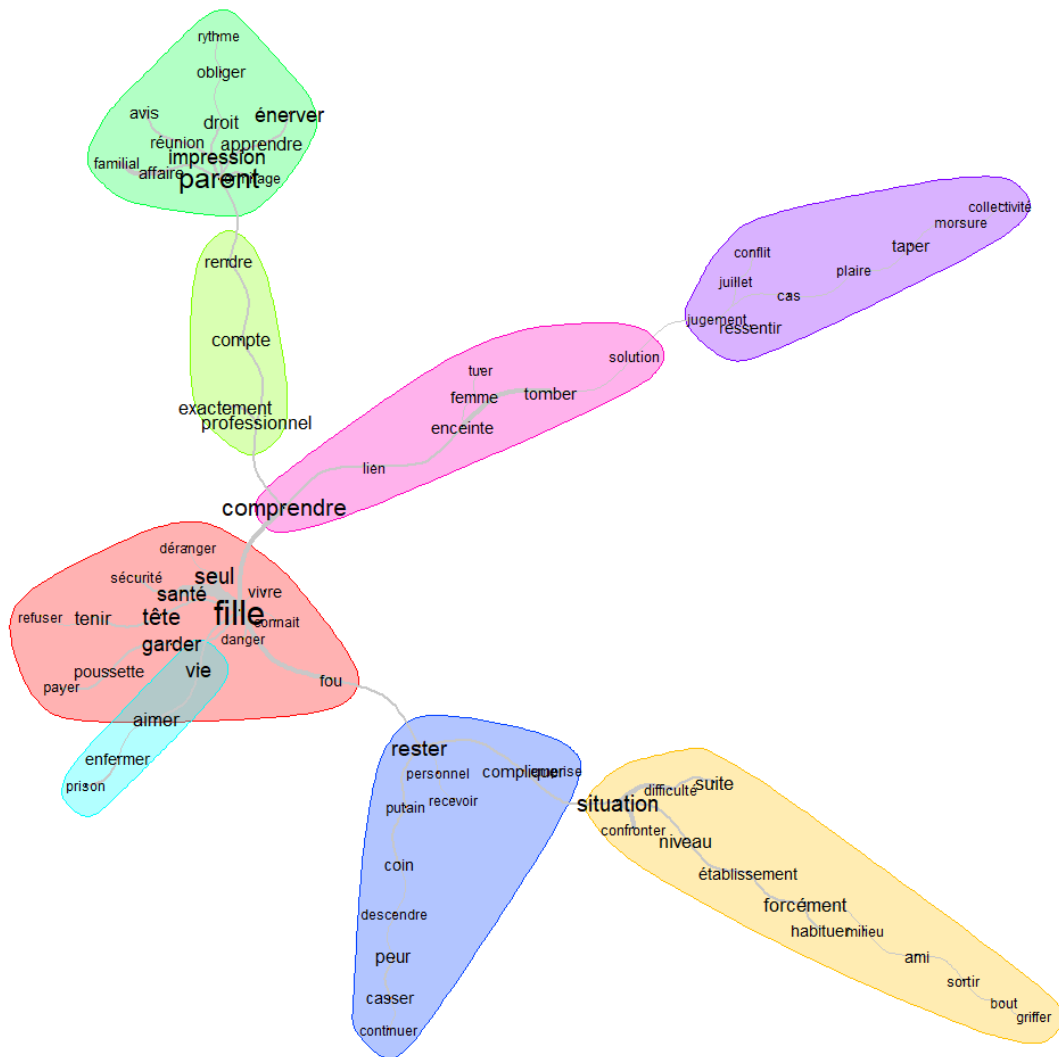 rythme
obliger
avis
droit
énerver
réunion
apprendre
impression
familial
affaire
parent
rendre
compte
exactement
professionnel
collectivité
morsure
conflit
taper
plaire
juillet
cas
jugement
ressentir
solution
tuer
femme
tomber
enceinte
lien
comprendre
déranger
sécurité
seul
santé
vivre
refuser
tenir
tête
fille
connait
danger
garder
poussette
vie
payer
fou
aimer
enfermer
prison
rester
personnel
compliquer
recevoir
putain
coin
descendre
peur
casser
continuer
situation
difficulté
suite
confronter
niveau
établissement
forcément
habituer
milieu
ami
sortir
bout
griffer